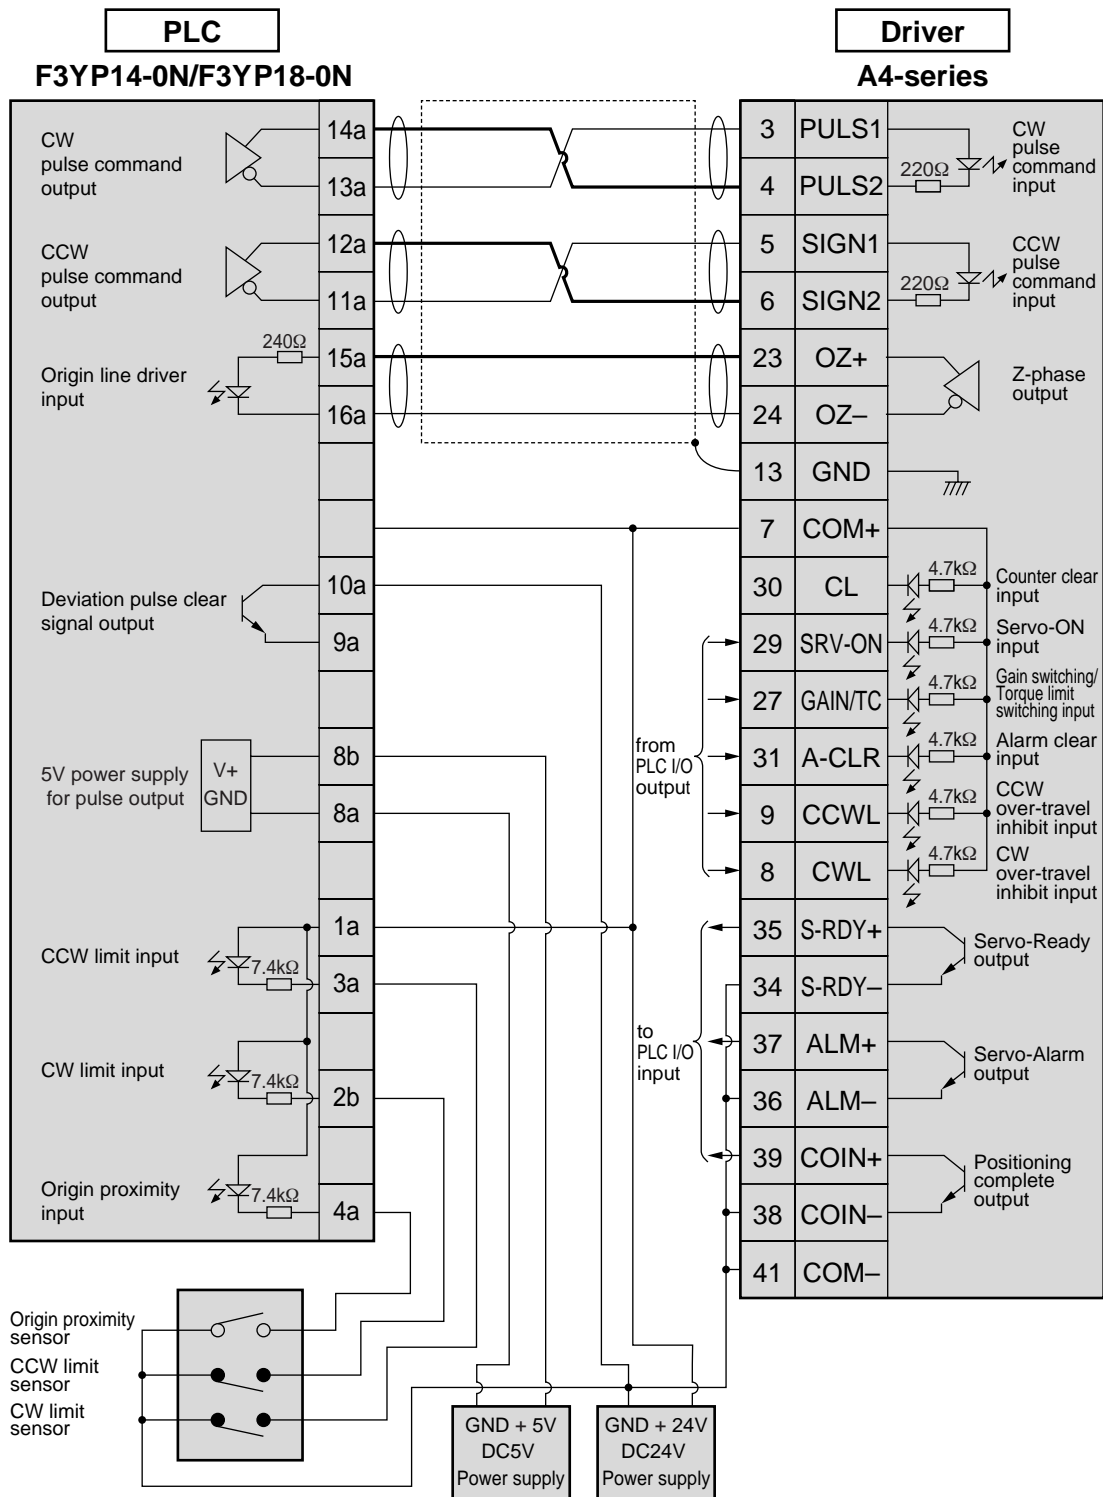 PLC
F3YP14-0N/F3YP18-0N
CW
pulse command
output
14a
13a
CCW
pulse command
output
12a
11a
240Ω
Origin line driver
input
15a
16a
Deviation pulse clear
signal output
10a
9a
5V power supply
for pulse output
V+
GND
8b
8a
CCW limit input
7.4kΩ
1a
3a
CW limit input
7.4kΩ
2b
Origin proximity
input
7.4kΩ
4a
Origin proximity
sensor
CCW limit
sensor
CW limit
sensor
GND + 5V
DC5V
Power supply
GND + 24V
DC24V
Power supply
from
PLC I/O
output
to
PLC I/O
input
Driver
A4-series
3 PULS1
4 PULS2
220Ω
CW
pulse
command
input
5 SIGN1
6 SIGN2
220Ω
CCW
pulse
command
input
23 OZ+
24 OZ–
Z-phase
output
13 GND
7 COM+
30 CL
4.7kΩ
Counter clear
input
29 SRV-ON
4.7kΩ
Servo-ON
input
27 GAIN/TC
4.7kΩ
Gain switching/
Torque limit
switching input
31 A-CLR
4.7kΩ
Alarm clear
input
9 CCWL
4.7kΩ
CCW
over-travel
inhibit input
8 CWL
4.7kΩ
CW
over-travel
inhibit input
35 S-RDY+
34 S-RDY–
Servo-Ready
output
37 ALM+
36 ALM–
Servo-Alarm
output
39 COIN+
38 COIN–
Positioning
complete
output
41 COM–